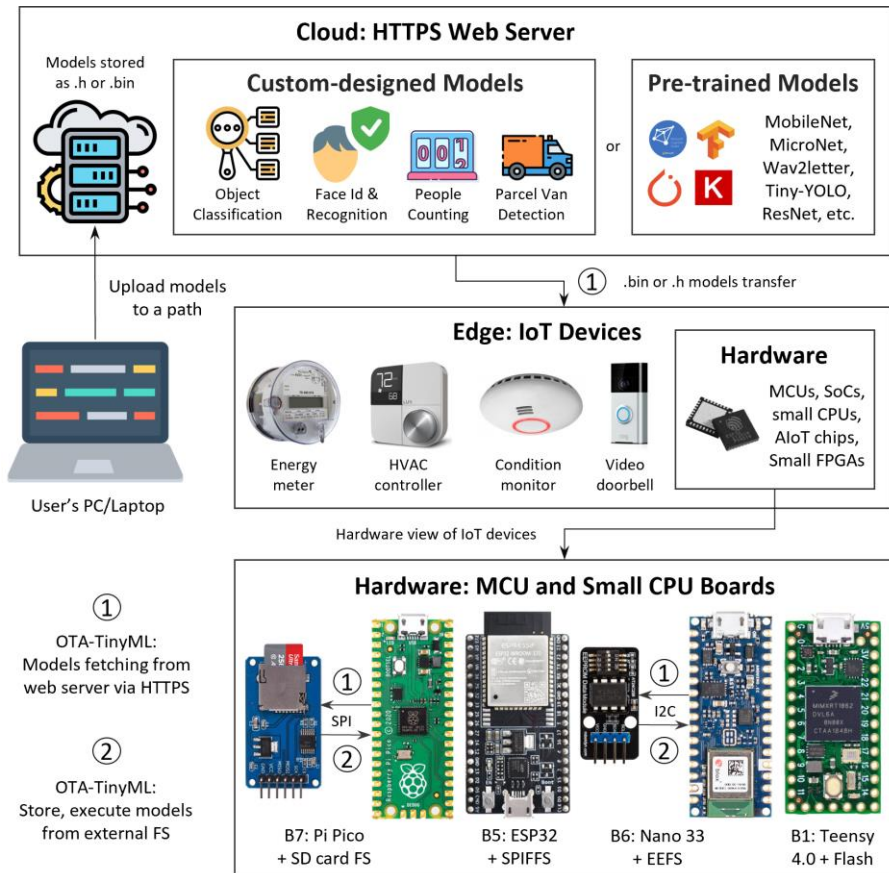 Cloud: HTTPS Web Server
Models stored
as .h or .bin
Custom-designed Models
Object
Classification
Face Id &
Recognition
People
Counting
Parcel Van
Detection
or
Pre-trained Models
K
MobileNet,
MicroNet,
Wav2letter,
Tiny-YOLO,
ResNet, etc.
Upload models
to a path
User's PC/Laptop
① .bin or .h models transfer
Edge: IoT Devices
72
68
Energy
meter
HVAC
controller
Condition
monitor
Video
doorbell
Hardware
MCUs, SoCs,
small CPUs,
AIoT chips,
Small FPGAs
Hardware view of IoT devices
①
OTA-TinyML:
Models fetching from
web server via HTTPS
②
OTA-TinyML:
Store, execute models
from external FS
Hardware: MCU and Small CPU Boards
①
SPI
②
Raspberry Pi Pico © 2020
①
I2C
②
B7: Pi Pico
+ SD card FS
B5: ESP32
+ SPIFFS
B6: Nano 33
+ EEFS
B1: Teensy
4.0 + Flash